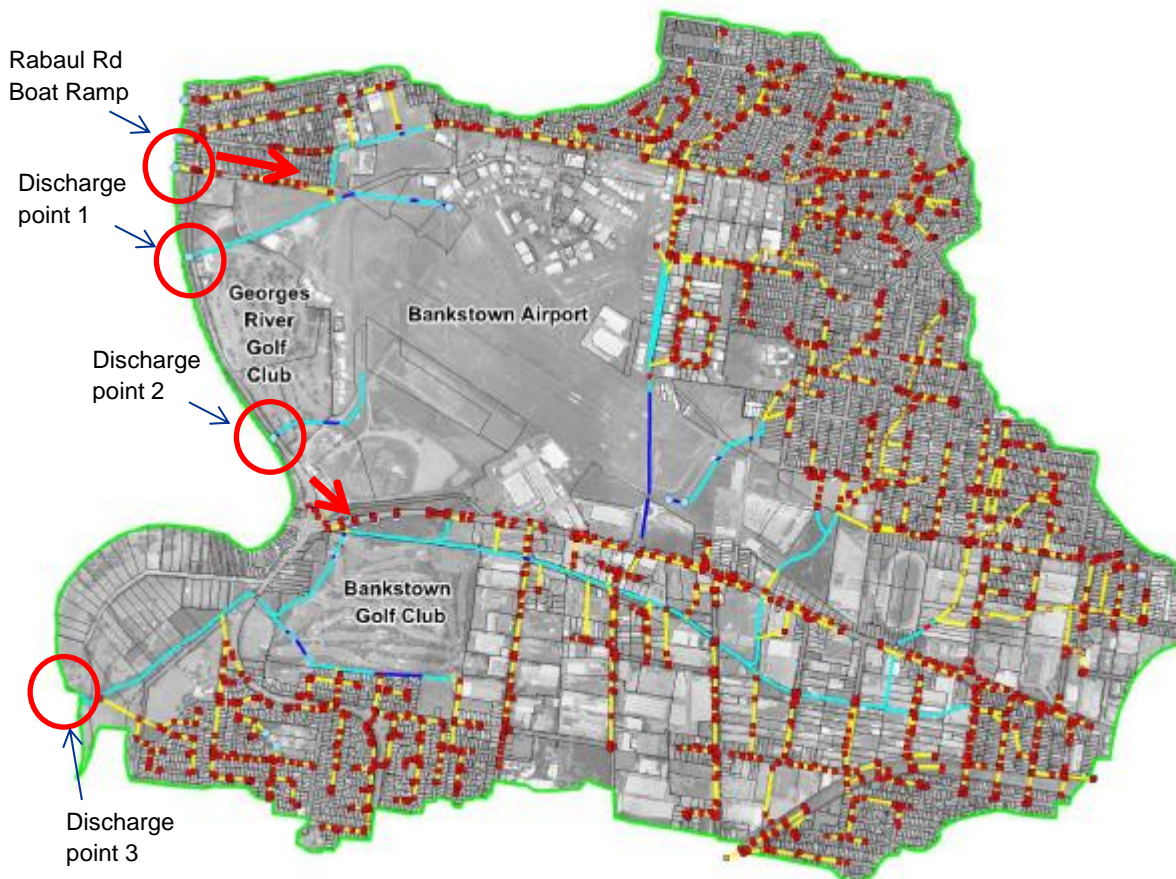 Rabaul Rd
Boat Ramp
Discharge
point 1
Georges
River
Golf
Club
Bankstown Airport
Discharge
point 2
Bankstown
Golf Club
Discharge
point 3